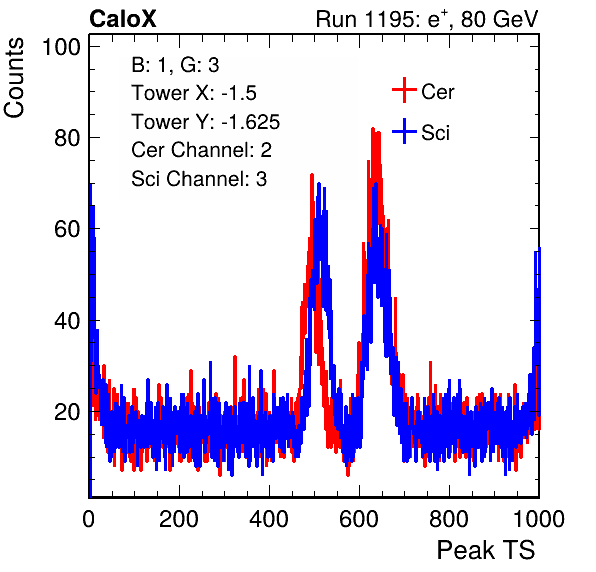 CaloX Run 1195: e⁺, 80 GeV
Counts
100
80
60
40
20
B: 1, G: 3
Tower X: -1.5
Tower Y: -1.625
Cer Channel: 2
Sci Channel: 3
Cer
Sci
0 200 400 600 800 1000
Peak TS